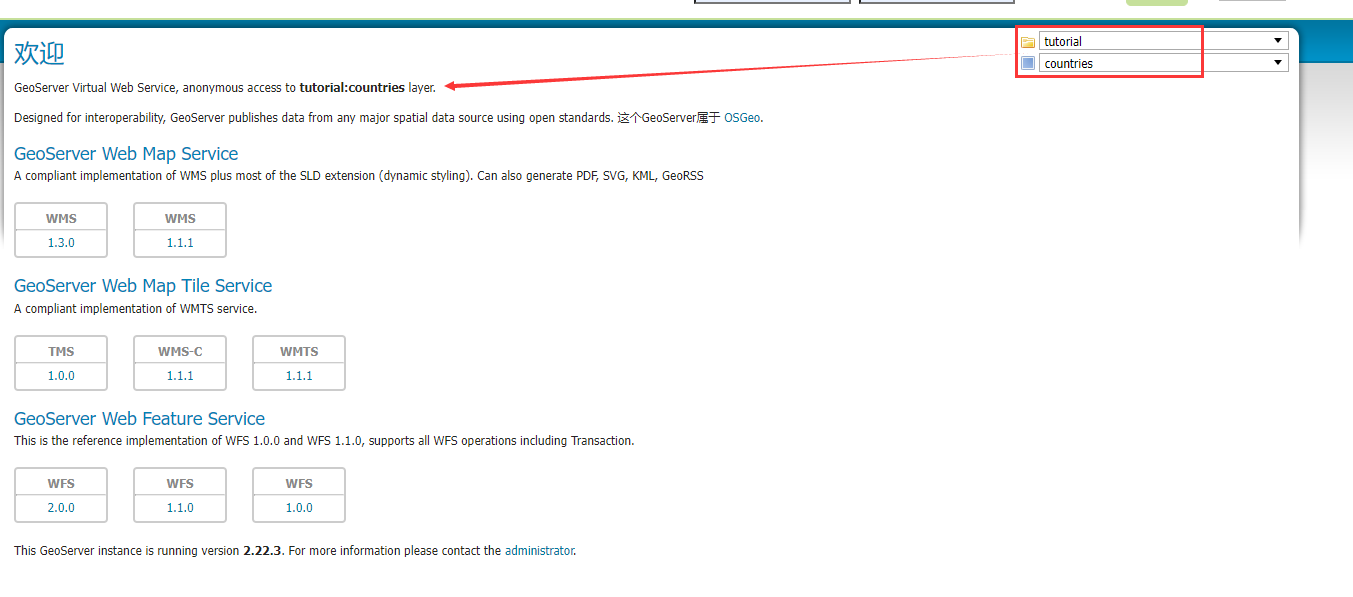 tutorial
countries
欢迎
GeoServer Virtual Web Service, anonymous access to tutorial:countries layer.
Designed for interoperability, GeoServer publishes data from any major spatial data source using open standards. 这个GeoServer属于 OSGeo.
GeoServer Web Map Service
A compliant implementation of WMS plus most of the SLD extension (dynamic styling). Can also generate PDF, SVG, KML, GeoRSS
WMS WMS
1.3.0 1.1.1
GeoServer Web Map Tile Service
A compliant implementation of WMTS service.
TMS WMS-C WMTS
1.0.0 1.1.1 1.1.1
GeoServer Web Feature Service
This is the reference implementation of WFS 1.0.0 and WFS 1.1.0, supports all WFS operations including Transaction.
WFS WFS WFS
2.0.0 1.1.0 1.0.0
This GeoServer instance is running version 2.22.3. For more information please contact the administrator.